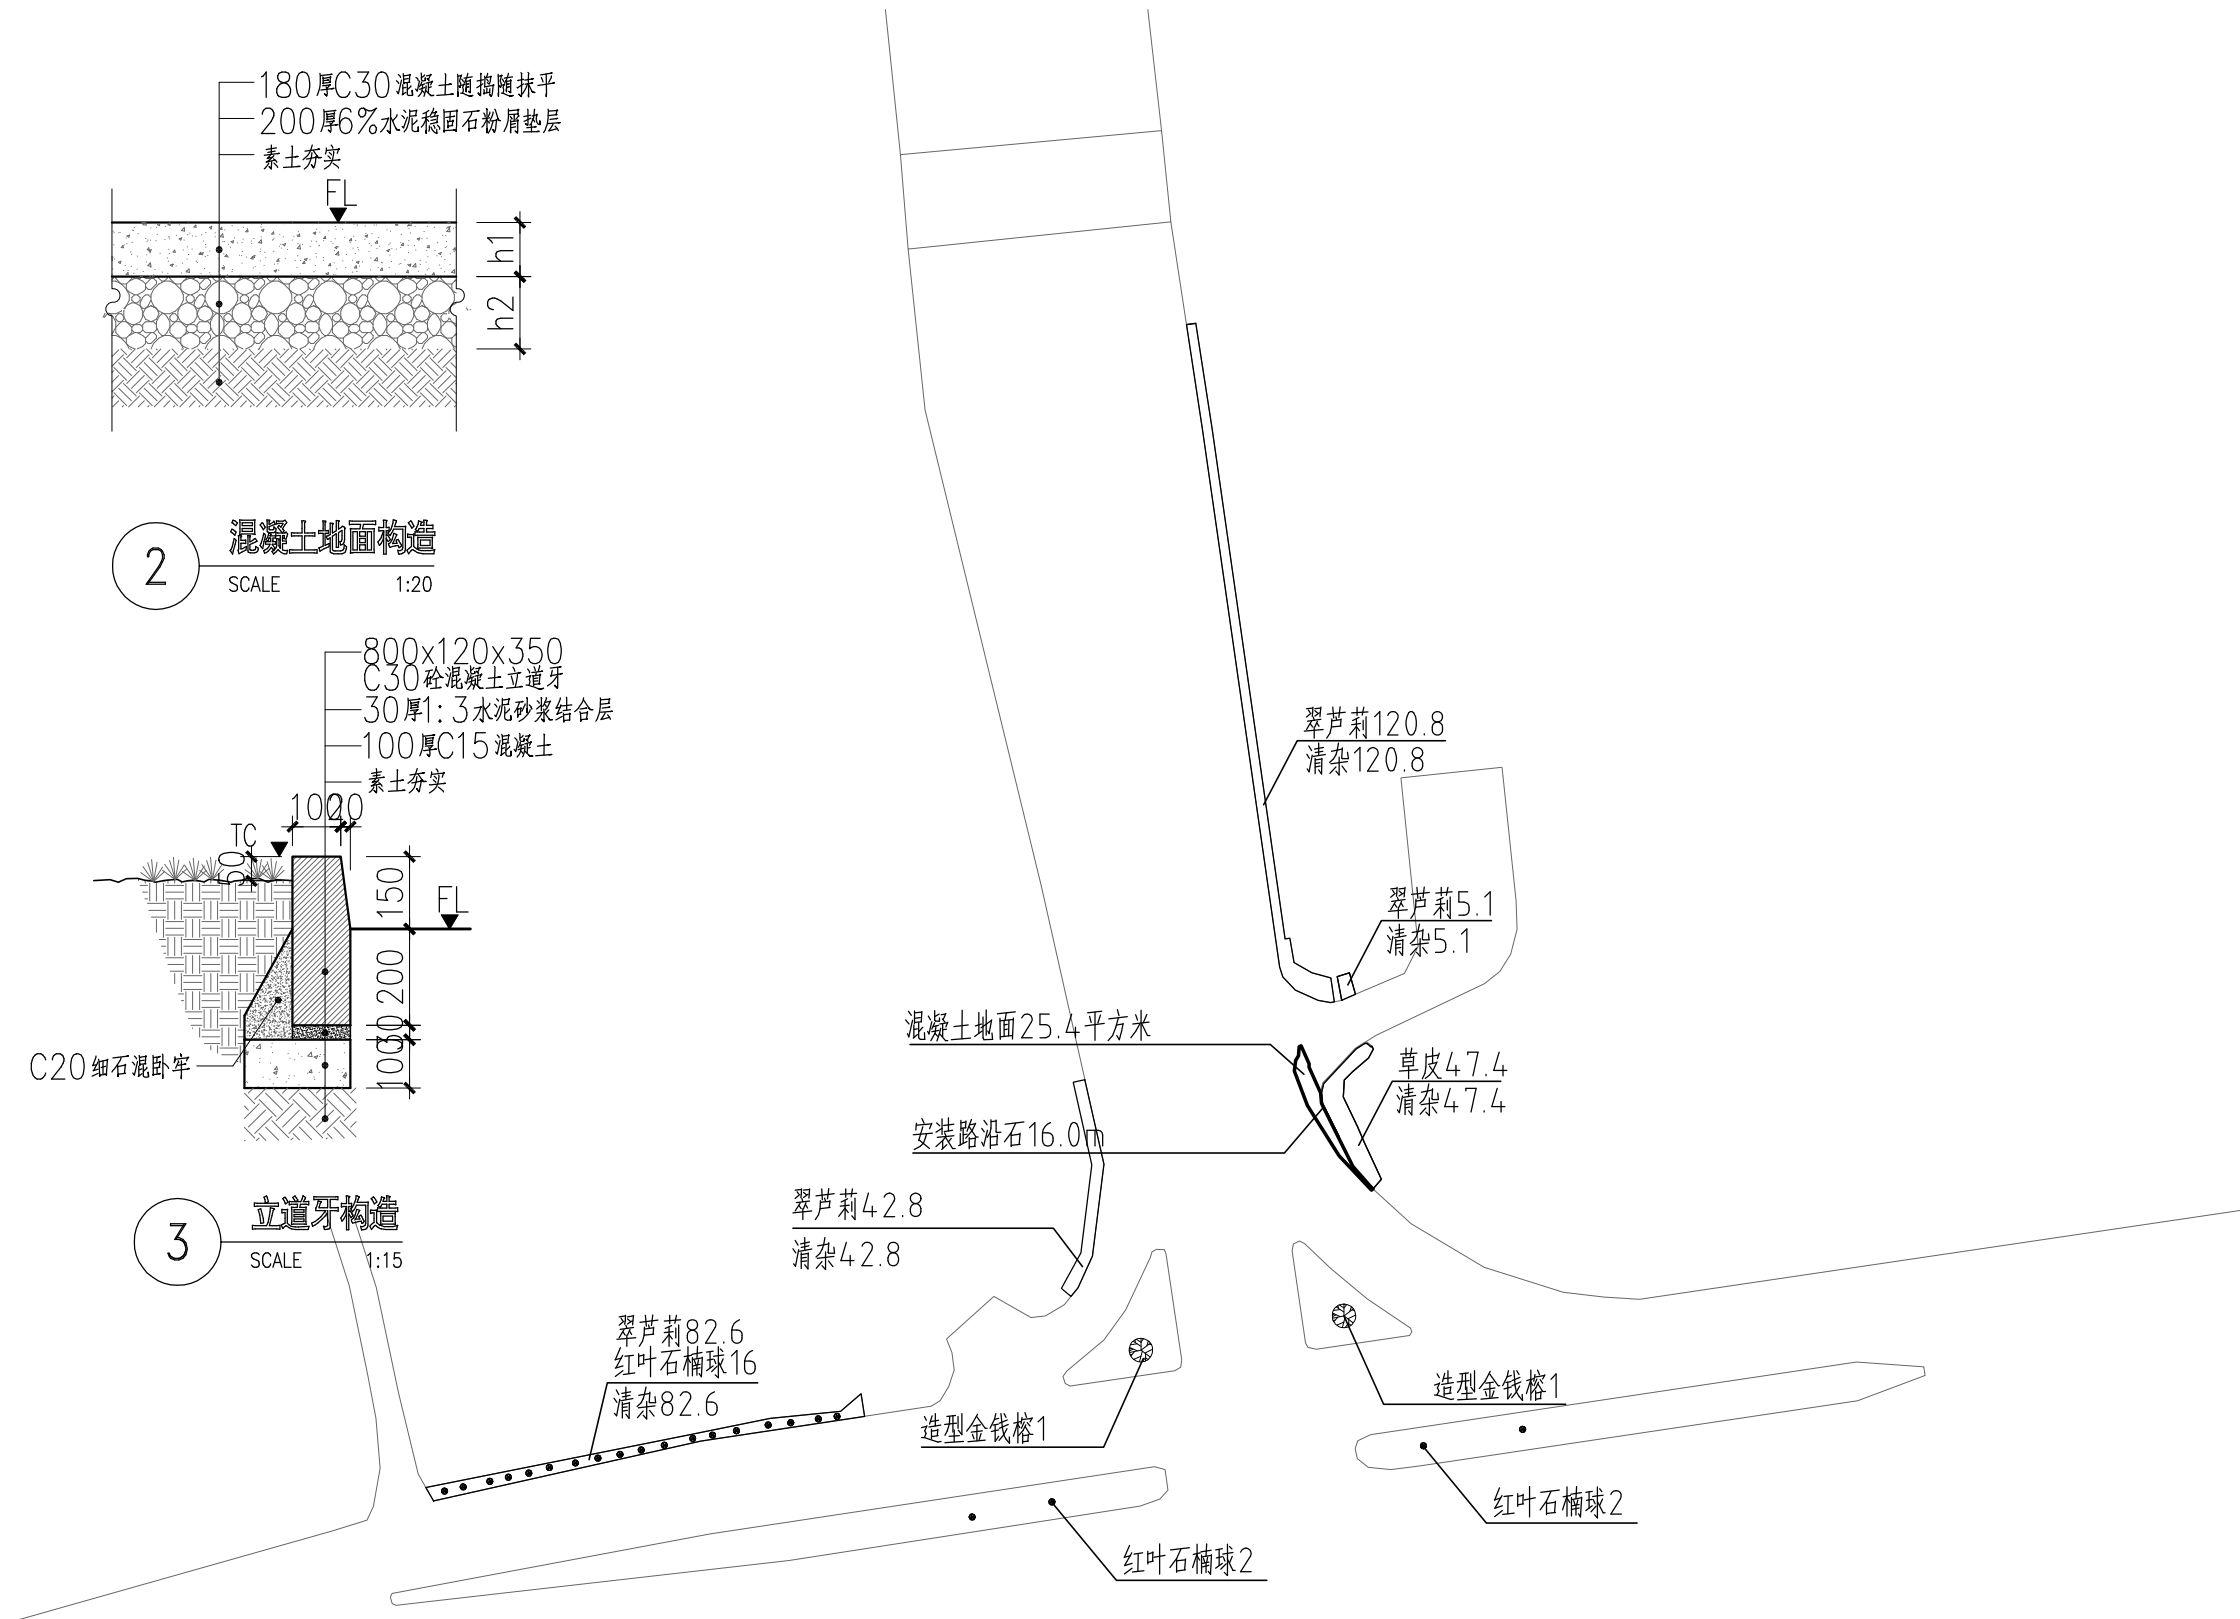 180厚C30混凝土随捣随抹平
200厚6%水泥稳固石粉屑垫层
素土夯实
FL
h1
h2
2
混凝土地面构造
SCALE 1:20
800x120x350
C30砼混凝土立道牙
30厚1:3水泥砂浆结合层
100厚C15混凝土
素土夯实
100
20
TC
50
150
FL
200
30
100
C20细石混卧牢
3
立道牙构造
SCALE 1:15
翠芦莉120.8
清杂120.8
翠芦莉5.1
清杂5.1
混凝土地面25.4平方米
草皮47.4
清杂47.4
安装路沿石16.0m
翠芦莉42.8
清杂42.8
翠芦莉82.6
红叶石楠球16
清杂82.6
造型金钱榕1
造型金钱榕1
红叶石楠球2
红叶石楠球2